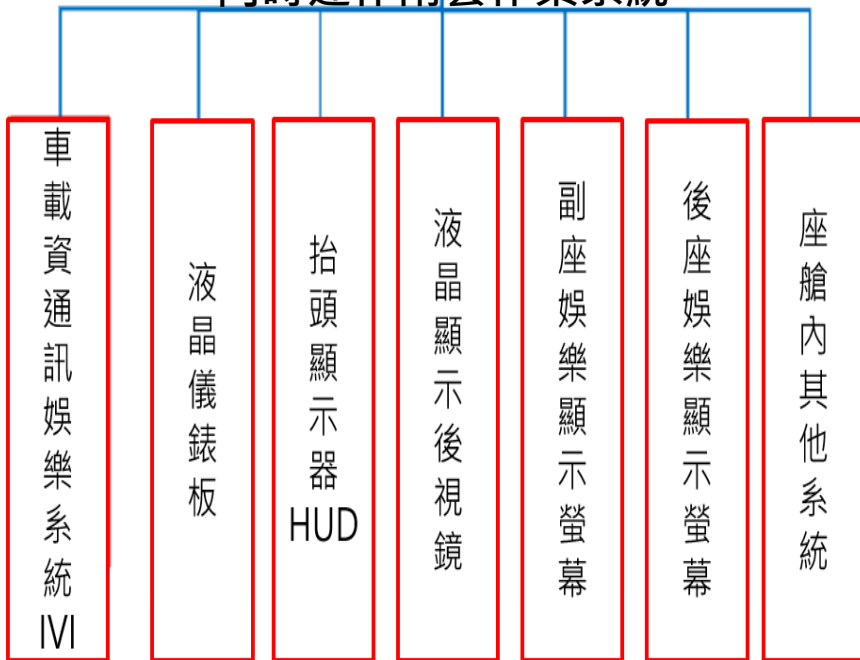 車載資通訊娛樂系統IVI
液晶儀錶板
抬頭顯示器HUD
液晶顯示後視鏡
副座娛樂顯示螢幕
後座娛樂顯示螢幕
座艙內其他系統